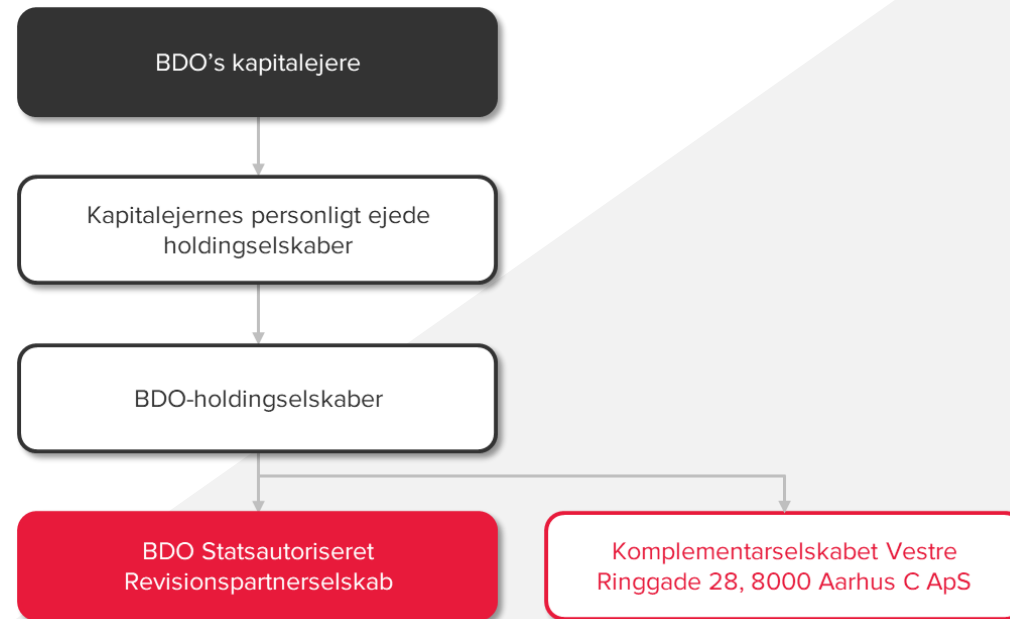 BDO's kapitalejere
Kapitalejernes personligt ejede
holdingselskaber
BDO-holdingselskaber
BDO Statsautoriseret
Revisionspartnerselskab
Komplementarselskabet Vestre
Ringgade 28, 8000 Aarhus C ApS